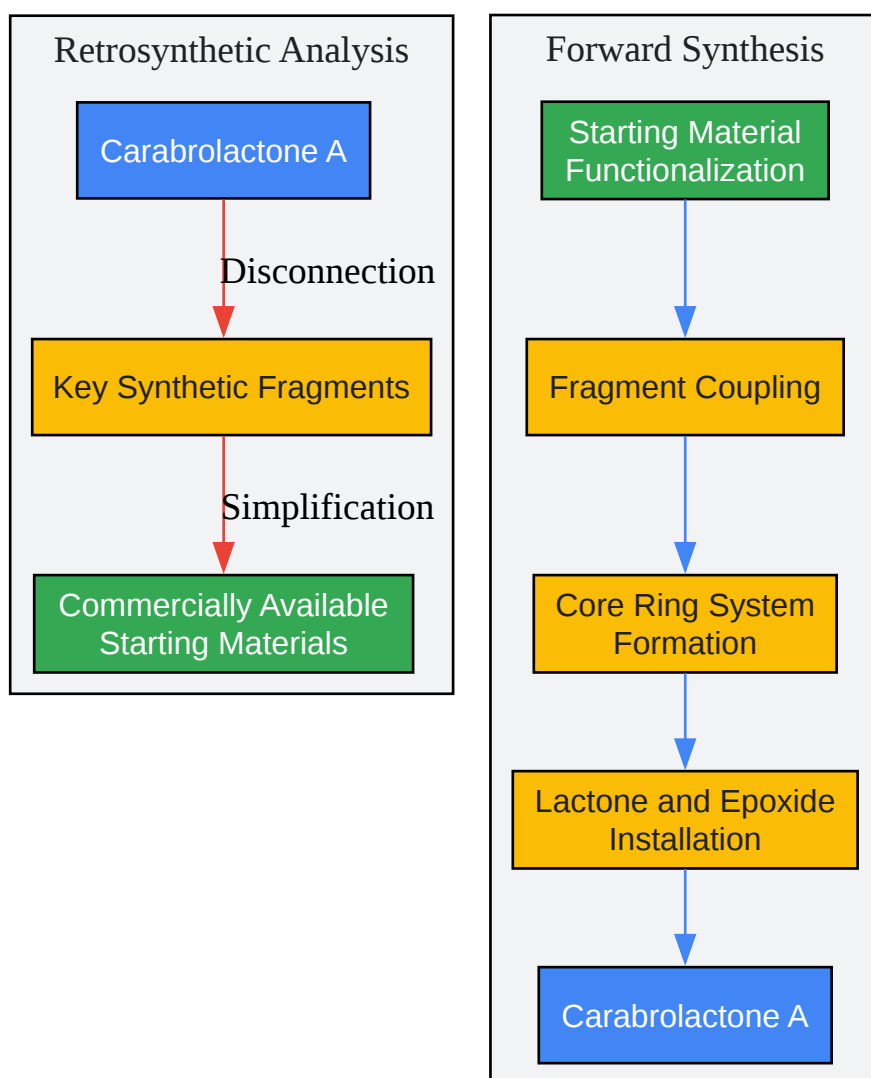 Retrosynthetic Analysis
Carabrolactone A
Disconnection
Key Synthetic Fragments
Simplification
Commercially Available
Starting Materials
Forward Synthesis
Starting Material
Functionalization
Fragment Coupling
Core Ring System
Formation
Lactone and Epoxide
Installation
Carabrolactone A